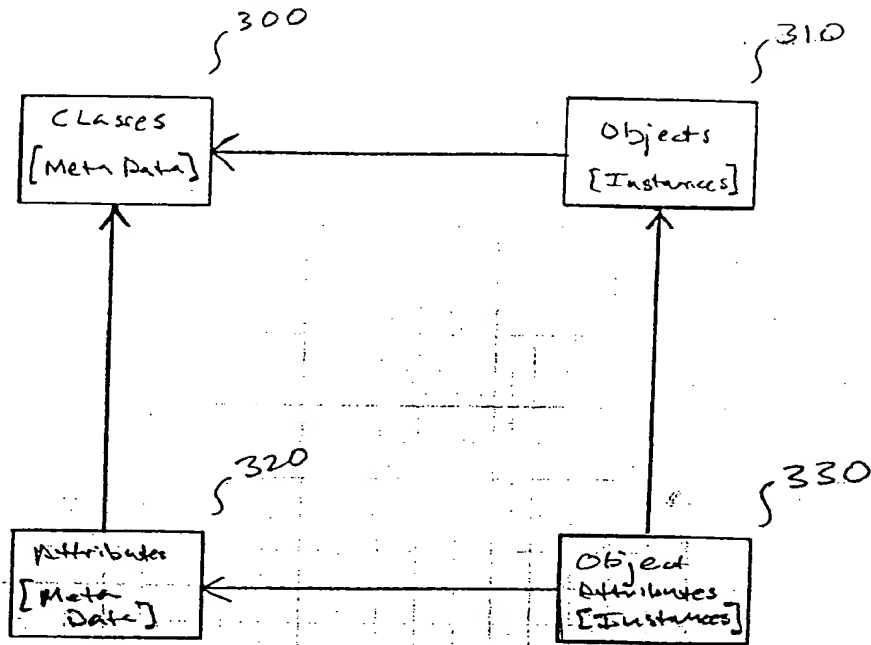 300
310
Classes
[Meta Data]
Objects
[Instances]
320
330
Attributes
[Meta
Data]
Object
Attributes
[Instances]